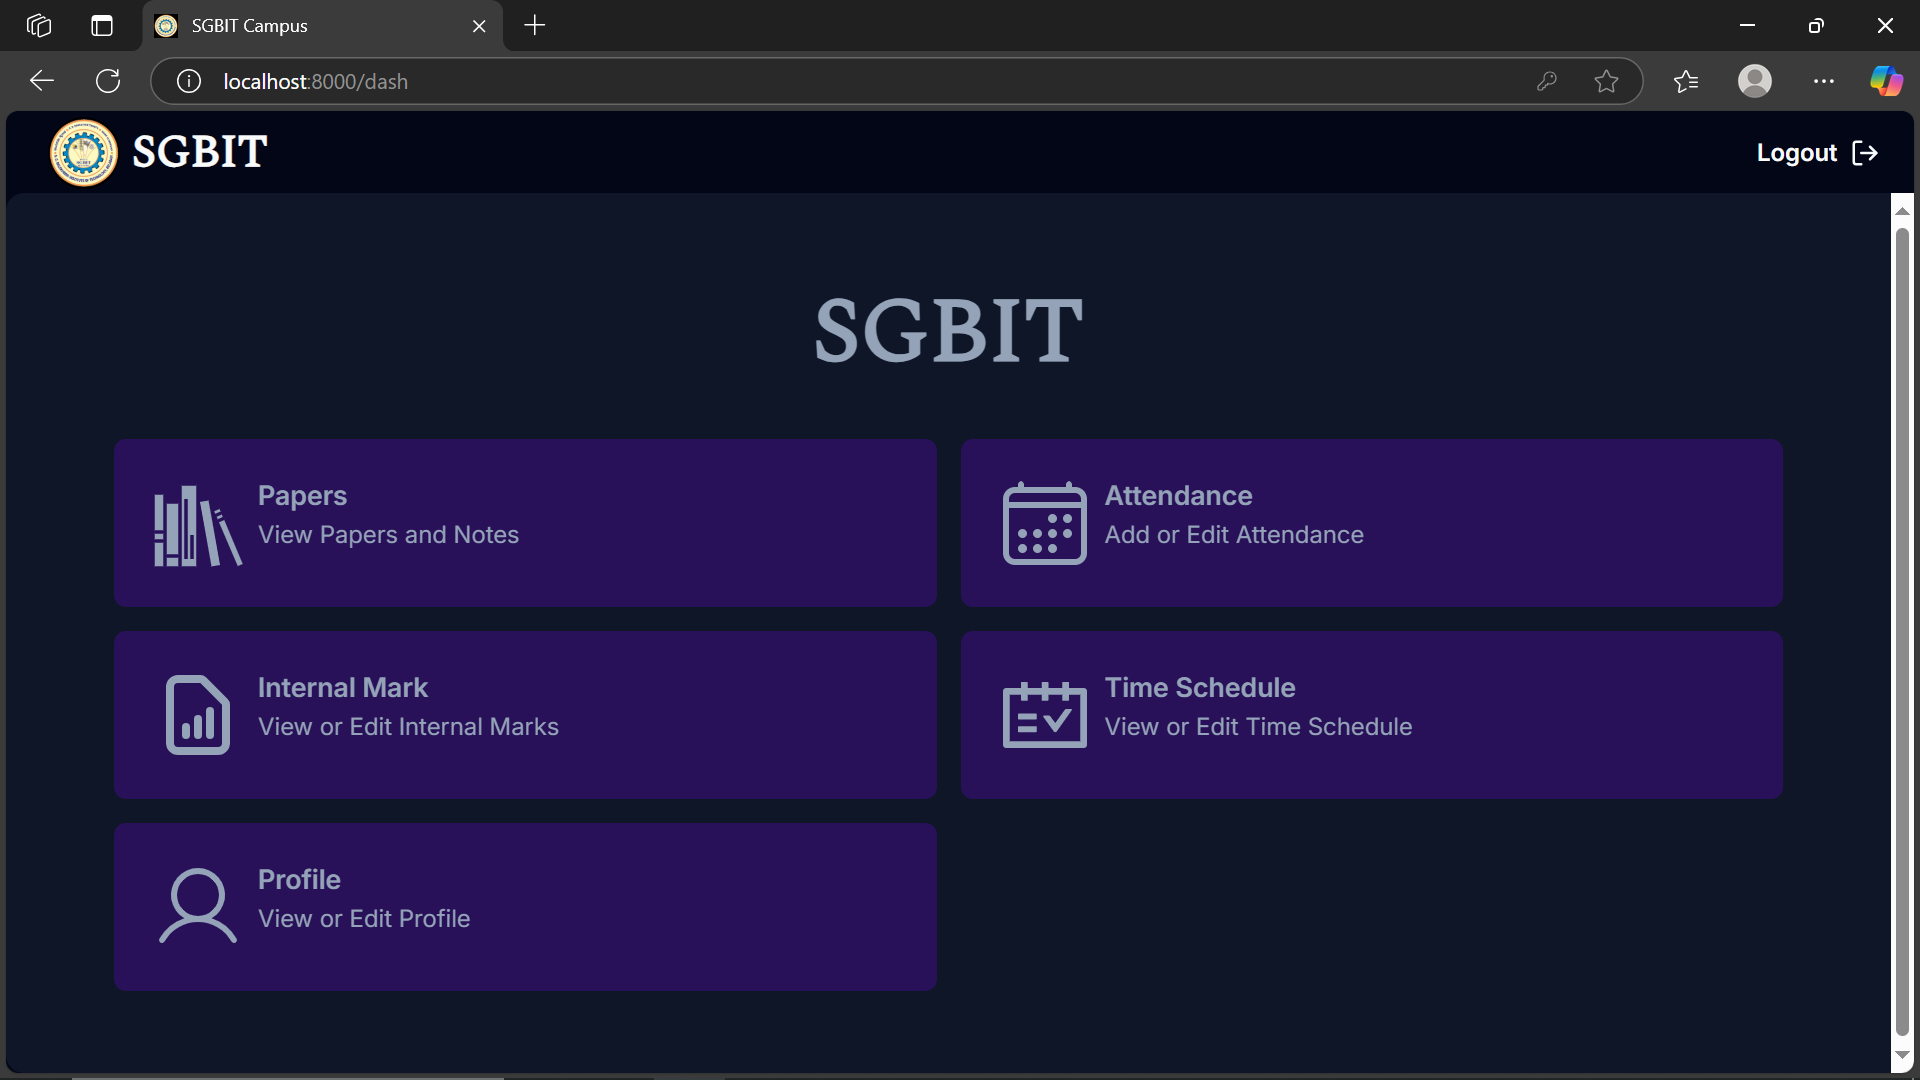 SGBIT Campus
localhost:8000/dash
SGBIT
Logout
SGBIT
Papers
View Papers and Notes
Attendance
Add or Edit Attendance
Internal Mark
View or Edit Internal Marks
Time Schedule
View or Edit Time Schedule
Profile
View or Edit Profile